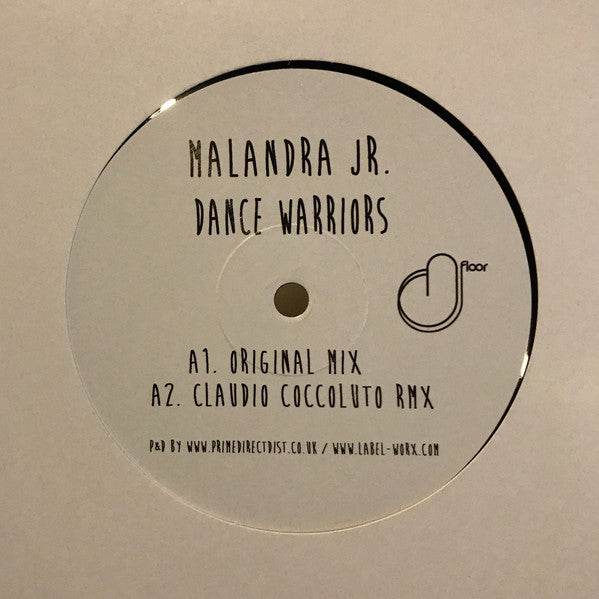 MALANDRA JR.
DANCE WARRIORS
floor
A1. ORIGINAL MIX
A2. CLAUDIO COCCOLUTO RMX
P&D BY WWW.PRIMEDIRECTDIST.CO.UK / WWW.LABEL-WORX.COM